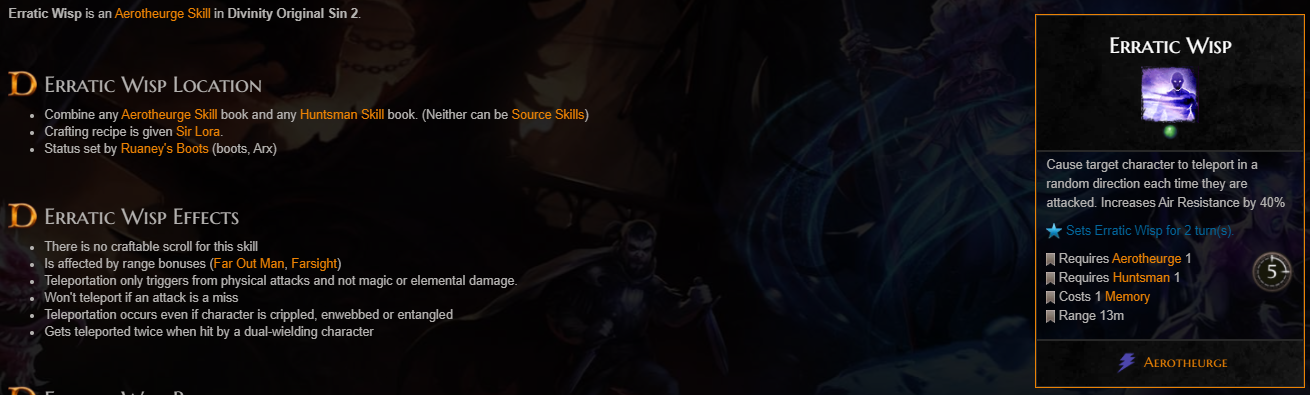 Erratic Wisp is an Aerotheurge Skill in Divinity Original Sin 2.
Erratic Wisp Location
Combine any Aerotheurge Skill book and any Huntsman Skill book. (Neither can be Source Skills)
Crafting recipe is given Sir Lora.
Status set by Ruaney's Boots (boots, Arx)
Erratic Wisp Effects
There is no craftable scroll for this skill
Is affected by range bonuses (Far Out Man, Farsight)
Teleportation only triggers from physical attacks and not magic or elemental damage.
Won't teleport if an attack is a miss
Teleportation occurs even if character is crippled, enwebbed or entangled
Gets teleported twice when hit by a dual-wielding character
Erratic Wisp
Cause target character to teleport in a
random direction each time they are
attacked. Increases Air Resistance by 40%
Sets Erratic Wisp for 2 turn(s).
Requires Aerotheurge 1
Requires Huntsman 1
5
Costs 1 Memory
Range 13m
Aerotheurge